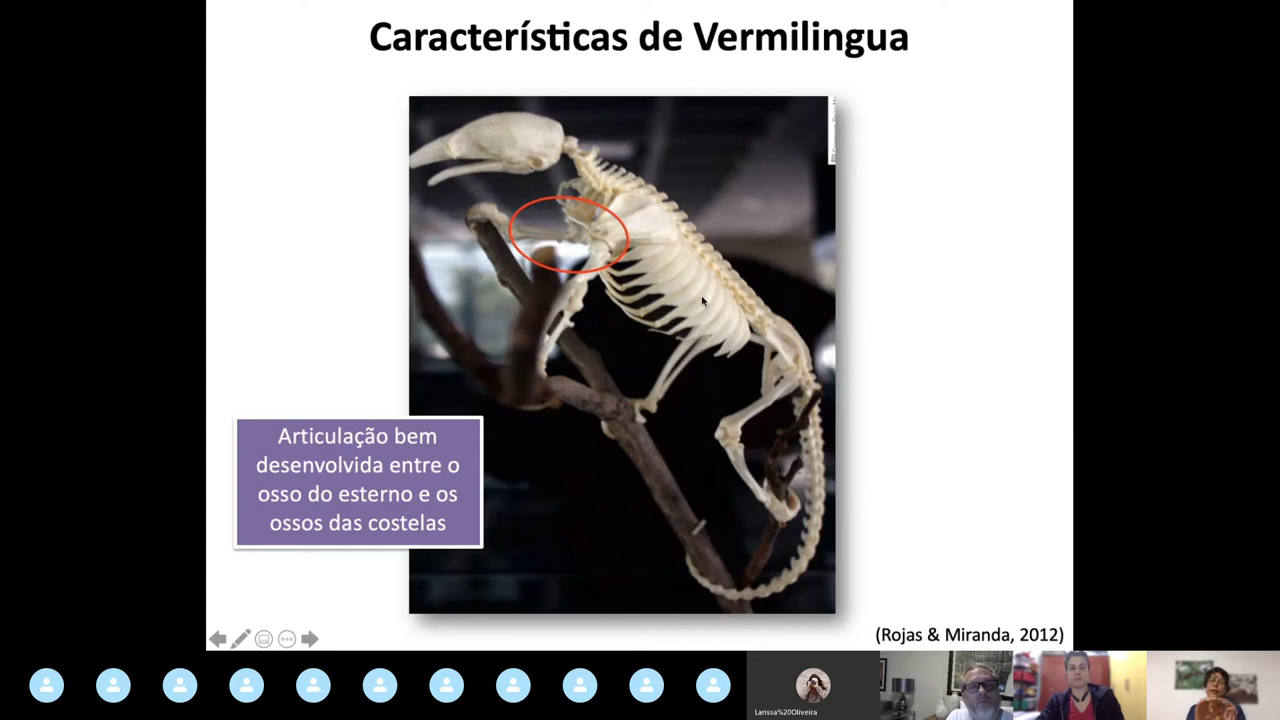 Características de Vermilingua
Articulação bem
desenvolvida entre o
osso do esterno e os
ossos das costelas
(Rojas & Miranda, 2012)
Larissa%20Oliveira